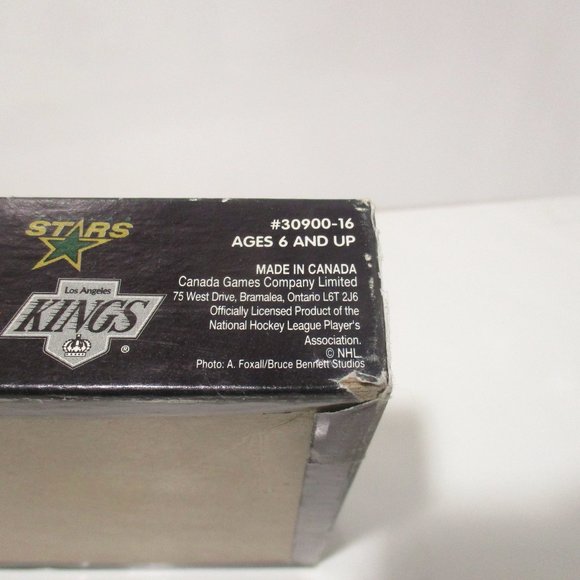 STARS
Los Angeles
KINGS
®
#30900-16
AGES 6 AND UP
MADE IN CANADA
Canada Games Company Limited
75 West Drive, Bramalea, Ontario L6T 2J6
Officially Licensed Product of the
National Hockey League Player's
Association.
© NHL
Photo: A. Foxall/Bruce Bennett Studios